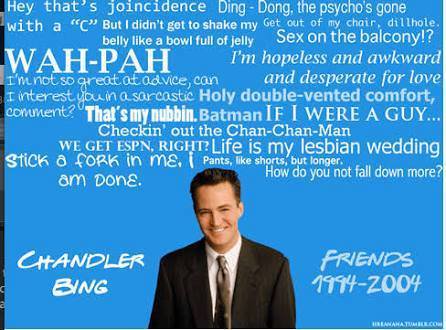 Hey that's joincidence Ding - Dong, the psycho's gone
with a "C" But I didn't get to shake my Get out of my chair, dillhole.
belly like a bowl full of jelly Sex on the balcony!?
WAH-PAH I'm hopeless and awkward
and desperate for love
I'm not so great at advice, can
I interest you in a sarcastic Holy double-vented comfort,
comment? That's my nubbin. Batman IF I WERE A GUY...
Checkin' out the Chan-Chan-Man
WE GET ESPN, RIGHT? Life is my lesbian wedding
Stick a fork in me, I Pants, like shorts, but longer.
am done. How do you not fall down more?
CHANDLER
BING
FRIENDS
1994-2004